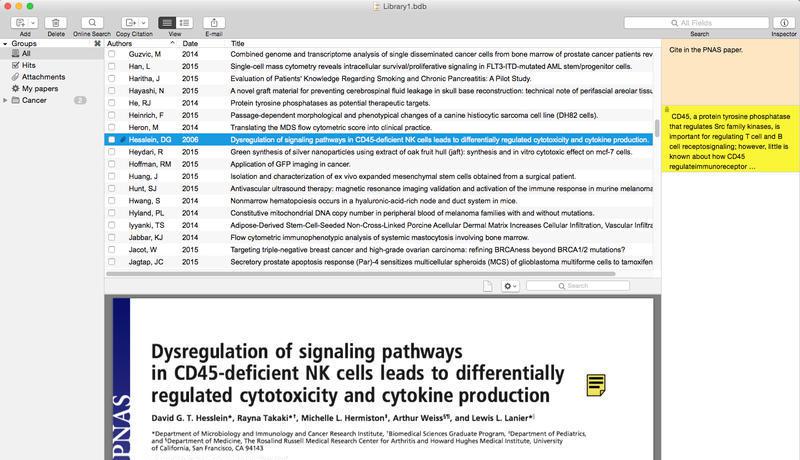 Library1.bdb
Add
Delete
Online Search
Copy Citation
View
E-mail
All Fields
Search
Inspector
Groups
All
Hits
Attachments
My papers
Cancer 2
Authors Date Title
Guzvic, M 2014 Combined genome and transcriptome analysis of single disseminated cancer cells from bone marrow of prostate cancer patients rev
Han, L 2015 Single-cell mass cytometry reveals intracellular survival/proliferative signaling in FLT3-ITD-mutated AML stem/progenitor cells.
Haritha, J 2015 Evaluation of Patients' Knowledge Regarding Smoking and Chronic Pancreatitis: A Pilot Study.
Hayashi, N 2015 A novel graft material for preventing cerebrospinal fluid leakage in skull base reconstruction: technical note of perifascial areolar tissu
He, RJ 2014 Protein tyrosine phosphatases as potential therapeutic targets.
Heinrich, F 2015 Passage-dependent morphological and phenotypical changes of a canine histiocytic sarcoma cell line (DH82 cells).
Heron, M 2014 Translating the MDS flow cytometric score into clinical practice.
Hesslein, DG 2006 Dysregulation of signaling pathways in CD45-deficient NK cells leads to differentially regulated cytotoxicity and cytokine production.
Heydari, R 2015 Green synthesis of silver nanoparticles using extract of oak fruit hull (jaft): synthesis and in vitro cytotoxic effect on mcf-7 cells.
Hoffman, RM 2015 Application of GFP imaging in cancer.
Huang, J 2015 Isolation and characterization of ex vivo expanded mesenchymal stem cells obtained from a surgical patient.
Hunt, SJ 2015 Antivascular ultrasound therapy: magnetic resonance imaging validation and activation of the immune response in murine melanoma
Hwang, S 2014 Nonmarrow hematopoiesis occurs in a hyaluronic-acid-rich node and duct system in mice.
Hyland, PL 2014 Constitutive mitochondrial DNA copy number in peripheral blood of melanoma families with and without mutations.
Iyyanki, TS 2014 Adipose-Derived Stem-Cell-Seeded Non-Cross-Linked Porcine Acellular Dermal Matrix Increases Cellular Infiltration, Vascular Infiltra
Jabbar, KJ 2014 Flow cytometric immunophenotypic analysis of systemic mastocytosis involving bone marrow.
Jacot, W 2015 Targeting triple-negative breast cancer and high-grade ovarian carcinoma: refining BRCAness beyond BRCA1/2 mutations?
Jagtap, JC 2015 Secretory prostate apoptosis response (Par)-4 sensitizes multicellular spheroids (MCS) of glioblastoma multiforme cells to tamoxifen
Search
Cite in the PNAS paper.
CD45, a protein tyrosine phosphatase
that regulates Src family kinases, is
important for regulating T cell and B
cell receptorsignaling; however, little is
known about how CD45
regulateimmunoreceptor ...
PNAS
Dysregulation of signaling pathways
in CD45-deficient NK cells leads to differentially
regulated cytotoxicity and cytokine production
David G. T. Hesslein*, Rayna Takaki*†, Michelle L. Hermiston‡, Arthur Weiss§¶, and Lewis L. Lanier*‖
*Department of Microbiology and Immunology and Cancer Research Institute, †Biomedical Sciences Graduate Program, ‡Department of Pediatrics,
and §Department of Medicine, The Rosalind Russell Medical Research Center for Arthritis and Howard Hughes Medical Institute, University
of California, San Francisco, CA 94143